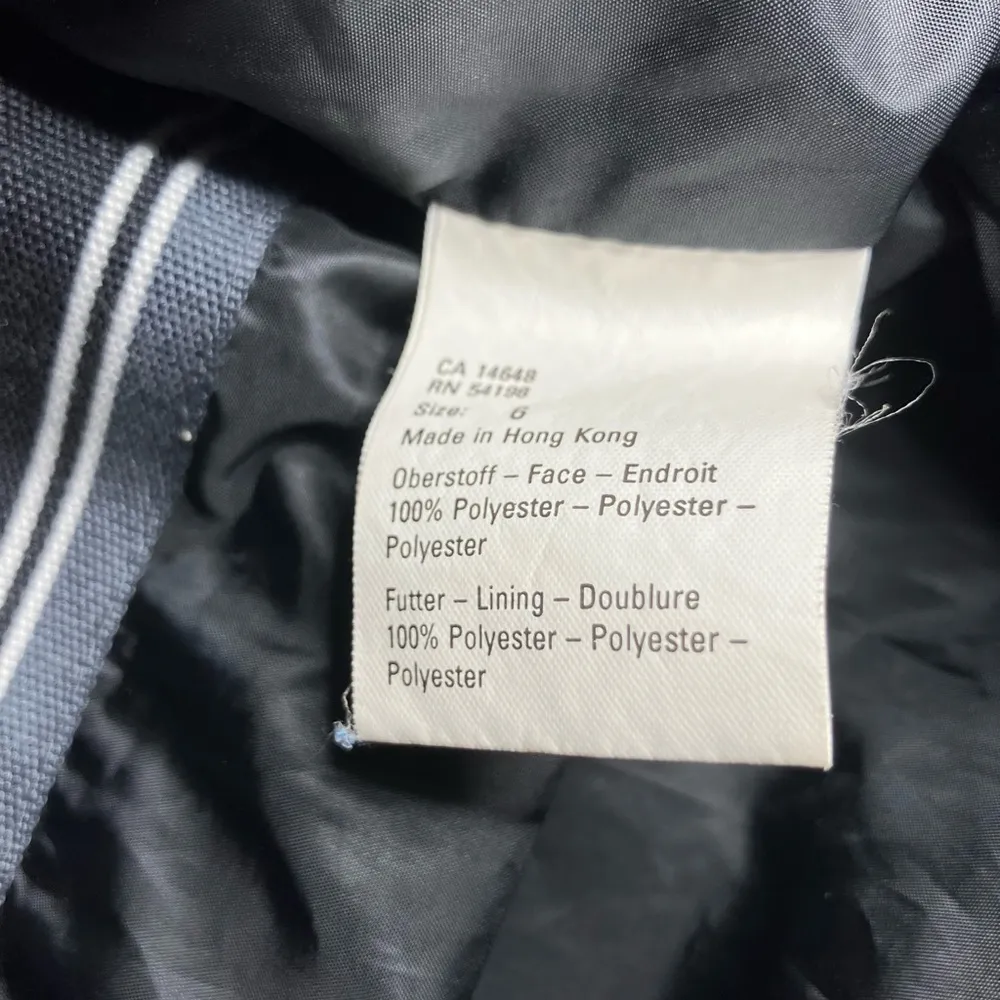 CA 14648
RN 54198
Size: 6
Made in Hong Kong
Oberstoff – Face – Endroit
100% Polyester – Polyester –
Polyester
Futter – Lining – Doublure
100% Polyester – Polyester –
Polyester